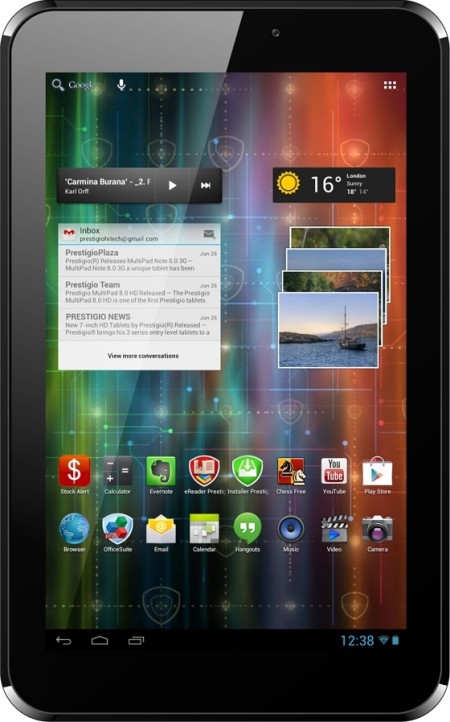 Google
'Carmina Burana' - _2. F
Karl Orff
16°
London
Sunny
18° 14°
Inbox
prestigiohitech@gmail.com
PrestigioPlaza
Jun 26
Prestigio(R) Releases MultiPad Note 8.0 3G —
MultiPad Note 8.0 3G a unique tablet has been
Prestigio Team
Jun 26
Prestigio MultiPad 8.0 HD Released — The Prestigio
MultiPad 8.0 HD is one of the first Prestigio tablets
PRESTIGIO NEWS
Jun 26
New 7-inch HD Tablets by Prestigio(R) Released —
Prestigio® brings his 3 series entry level tablets to a
View more conversations
Stock Alert
Calculator
Evernote
eReader Prestig
Installer Prestig
Chess Free
YouTube
Play Store
Browser
OfficeSuite
Email
Calendar
Hangouts
Music
Video
Camera
12:38